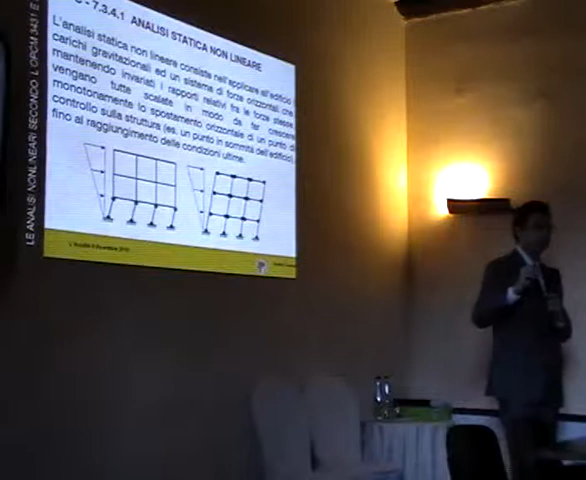 C - 7.3.4.1 ANALISI STATICA NON LINEARE
L'analisi statica non lineare consiste nell'applicare all'edificio i
carichi gravitazionali ed un sistema di forze orizzontali che,
mantenendo invariati i rapporti relativi fra le forze stesse,
vengano tutte scalate in modo da far crescere
monotonamente lo spostamento orizzontale di un punto di
controllo sulla struttura (es. un punto in sommità dell'edificio),
fino al raggiungimento delle condizioni ultime.
LE ANALISI NONLINEARI SECONDO L'OPCM 3431 E